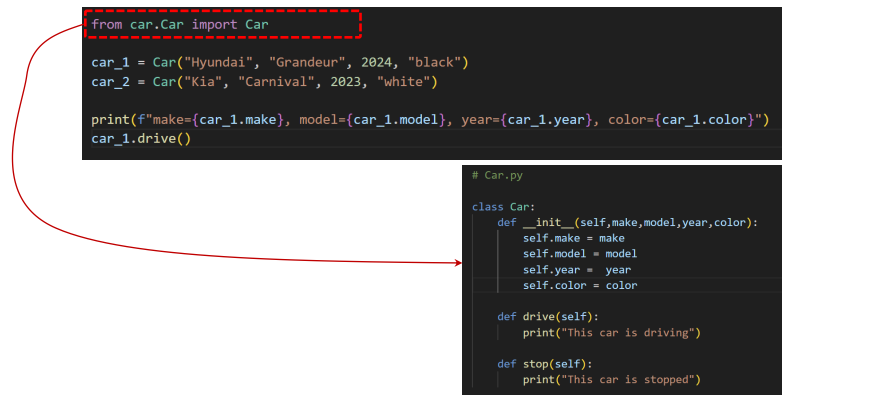 from car.Car import Car
car_1 = Car("Hyundai", "Grandeur", 2024, "black")
car_2 = Car("Kia", "Carnival", 2023, "white")
print(f"make={car_1.make}, model={car_1.model}, year={car_1.year}, color={car_1.color}")
car_1.drive()
# Car.py
class Car:
    def __init__(self,make,model,year,color):
        self.make = make
        self.model = model
        self.year =  year
        self.color = color
    def drive(self):
        print("This car is driving")
    def stop(self):
        print("This car is stopped")